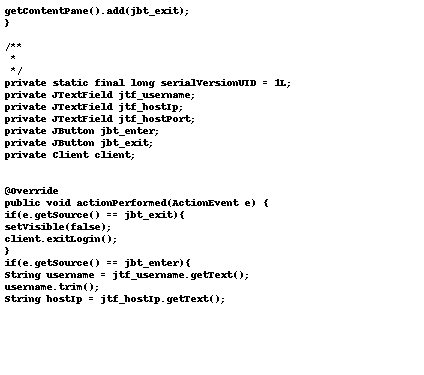 getContentPane().add(jbt_exit);
}
/**
*
*/
private static final long serialVersionUID = 1L;
private JTextField jtf_username;
private JTextField jtf_hostIp;
private JTextField jtf_hostPort;
private JButton jbt_enter;
private JButton jbt_exit;
private Client client;
@Override
public void actionPerformed(ActionEvent e) {
if(e.getSource() == jbt_exit){
setVisible(false);
client.exitLogin();
}
if(e.getSource() == jbt_enter){
String username = jtf_username.getText();
username.trim();
String hostIp = jtf_hostIp.getText();